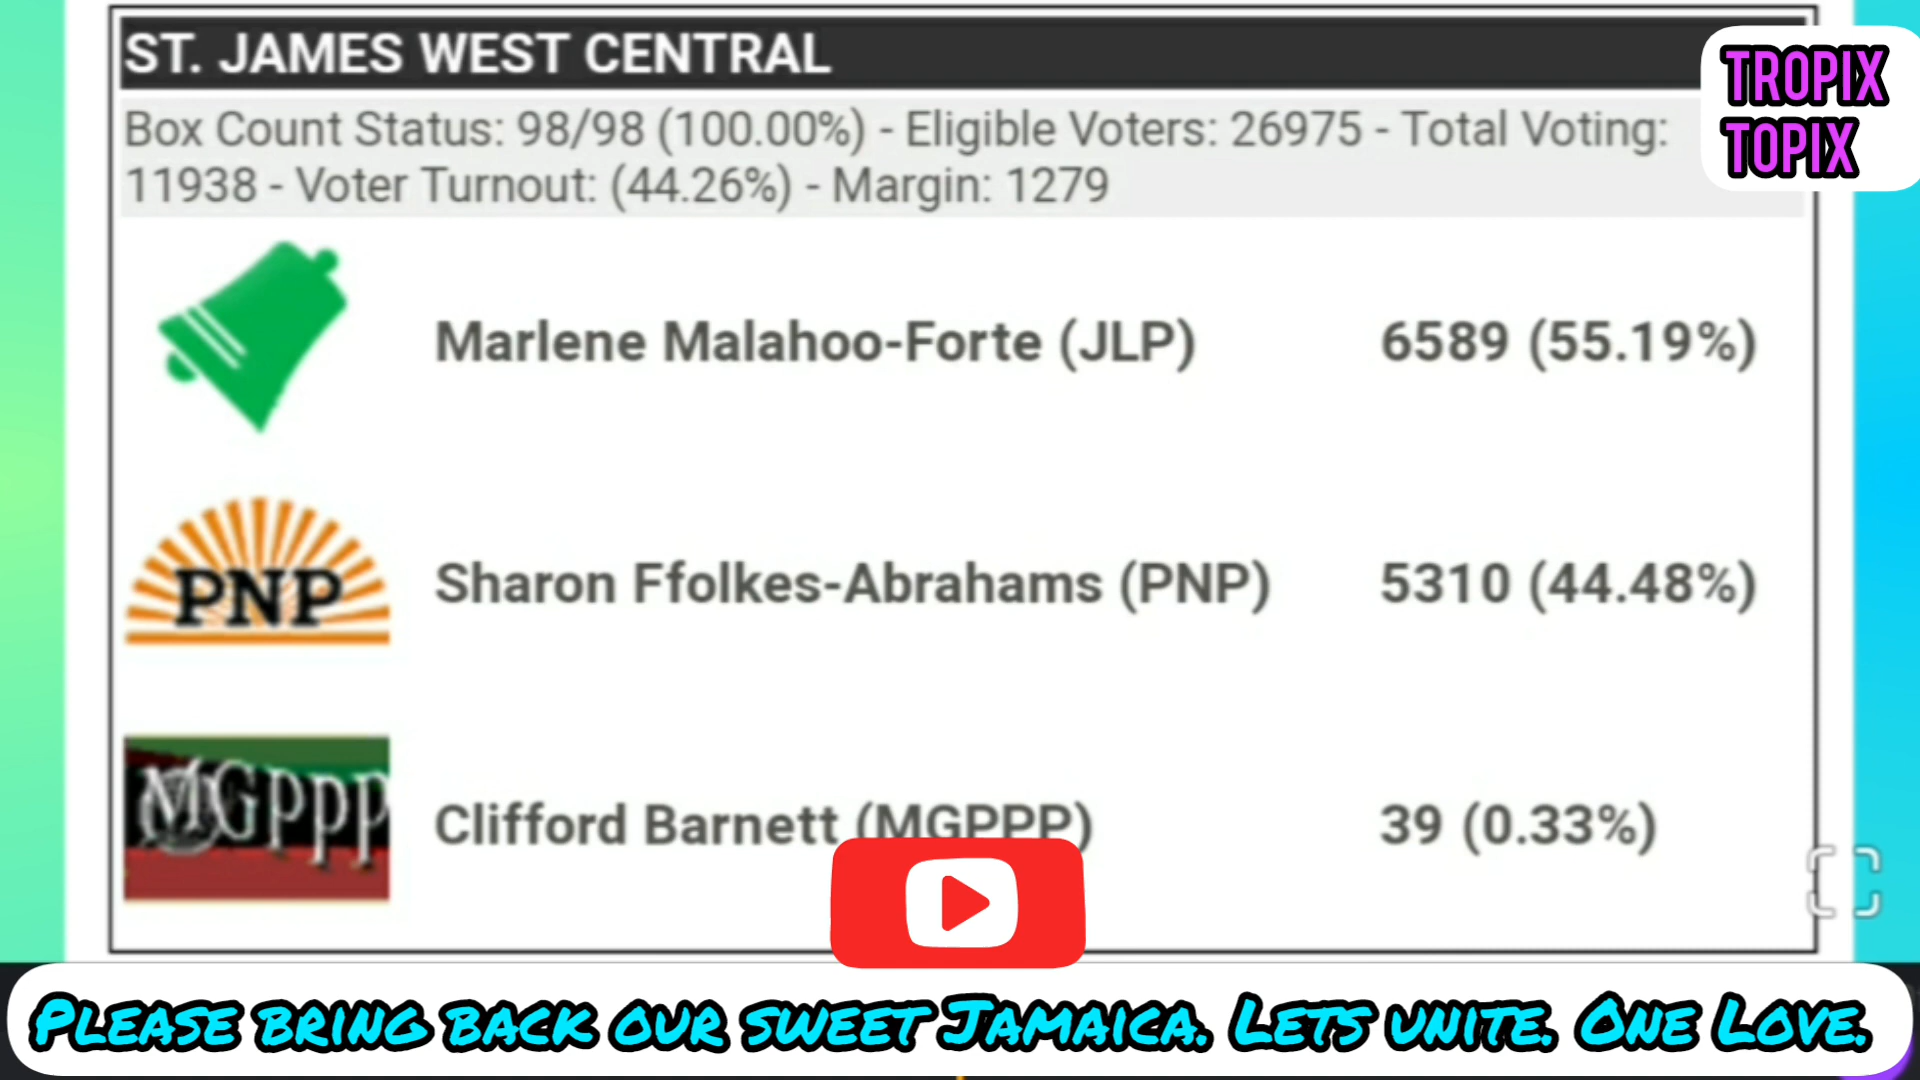 ST. JAMES WEST CENTRAL
TROPIX
TOPIX
Box Count Status: 98/98 (100.00%) - Eligible Voters: 26975 - Total Voting:
11938 - Voter Turnout: (44.26%) - Margin: 1279
Marlene Malahoo-Forte (JLP) 6589 (55.19%)
PNP
Sharon Ffolkes-Abrahams (PNP) 5310 (44.48%)
MGPPP
Clifford Barnett (MGPPP) 39 (0.33%)
PLEASE BRING BACK OUR SWEET JAMAICA. LETS UNITE. ONE LOVE.